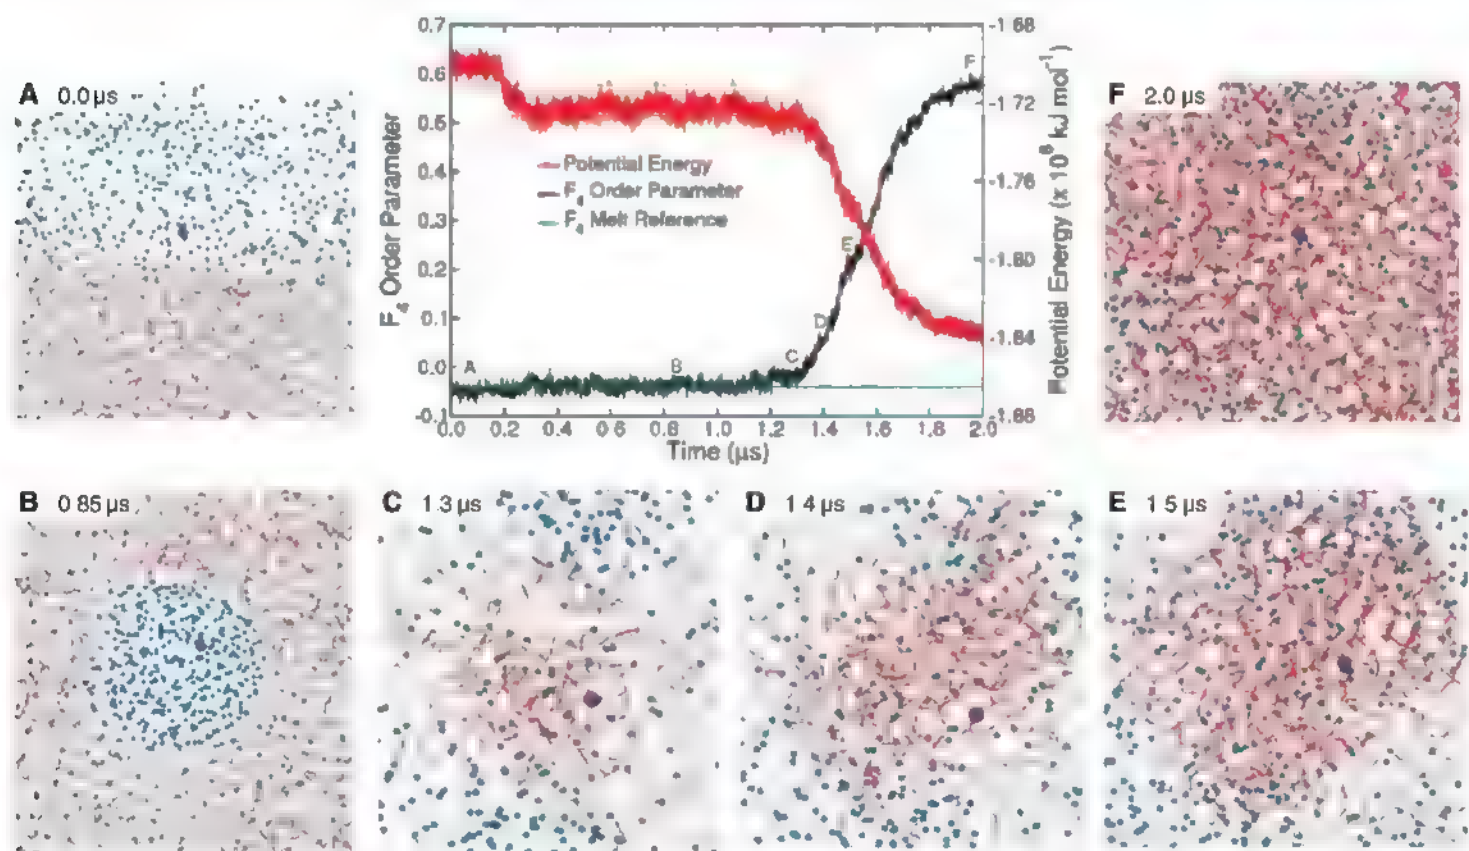 A 0.0 µs
0.7
0.6
0.5
0.4
0.3
0.2
0.1
0.0
-0.1
F₄ Order Parameter
Potential Energy
F₄ Order Parameter
F₄ Melt Reference
A
B
C
D
E
F
-1 68
-1.72
-1.76
-1.80
-1.84
-1.88
Potential Energy (x 10⁶ kJ mol⁻¹)
0.0 0.2 0.4 0.6 0.8 1.0 1.2 1.4 1.6 1.8 2.0
Time (µs)
F 2.0 µs
B 0 85 µs
C 1 3 µs
D 1 4 µs
E 1 5 µs